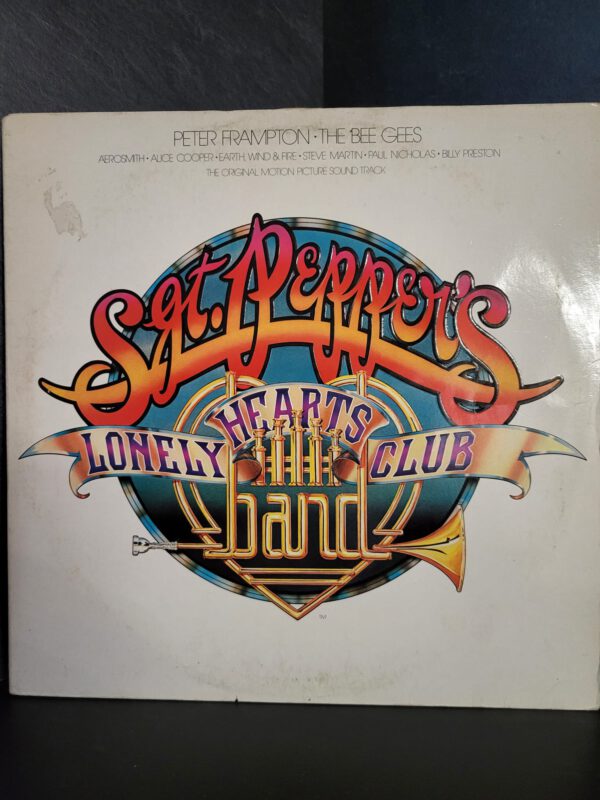 PETER FRAMPTON · THE BEE GEES
AEROSMITH · ALICE COOPER · EARTH, WIND & FIRE · STEVE MARTIN · PAUL NICHOLAS · BILLY PRESTON
THE ORIGINAL MOTION PICTURE SOUND TRACK
Sgt. Pepper's
LONELY HEARTS CLUB
band
TM